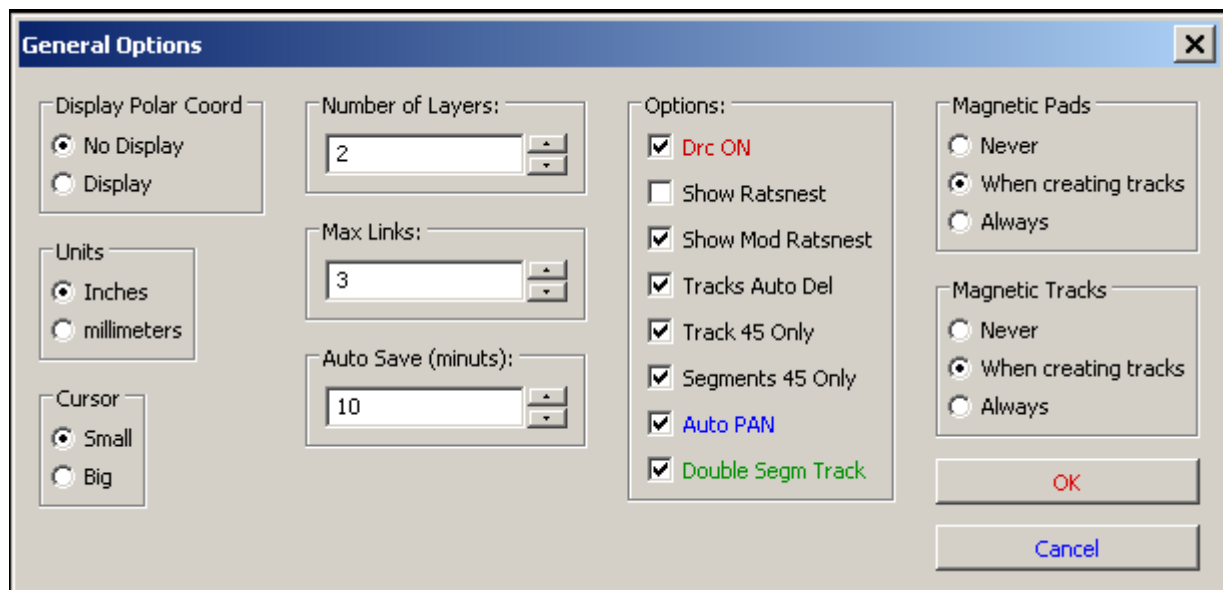 General Options
Display Polar Coord
No Display
Display
Units
Inches
millimeters
Cursor
Small
Big
Number of Layers:
2
Max Links:
3
Auto Save (minuts):
10
Options:
Drc ON
Show Ratsnest
Show Mod Ratsnest
Tracks Auto Del
Track 45 Only
Segments 45 Only
Auto PAN
Double Segm Track
Magnetic Pads
Never
When creating tracks
Always
Magnetic Tracks
Never
When creating tracks
Always
OK
Cancel